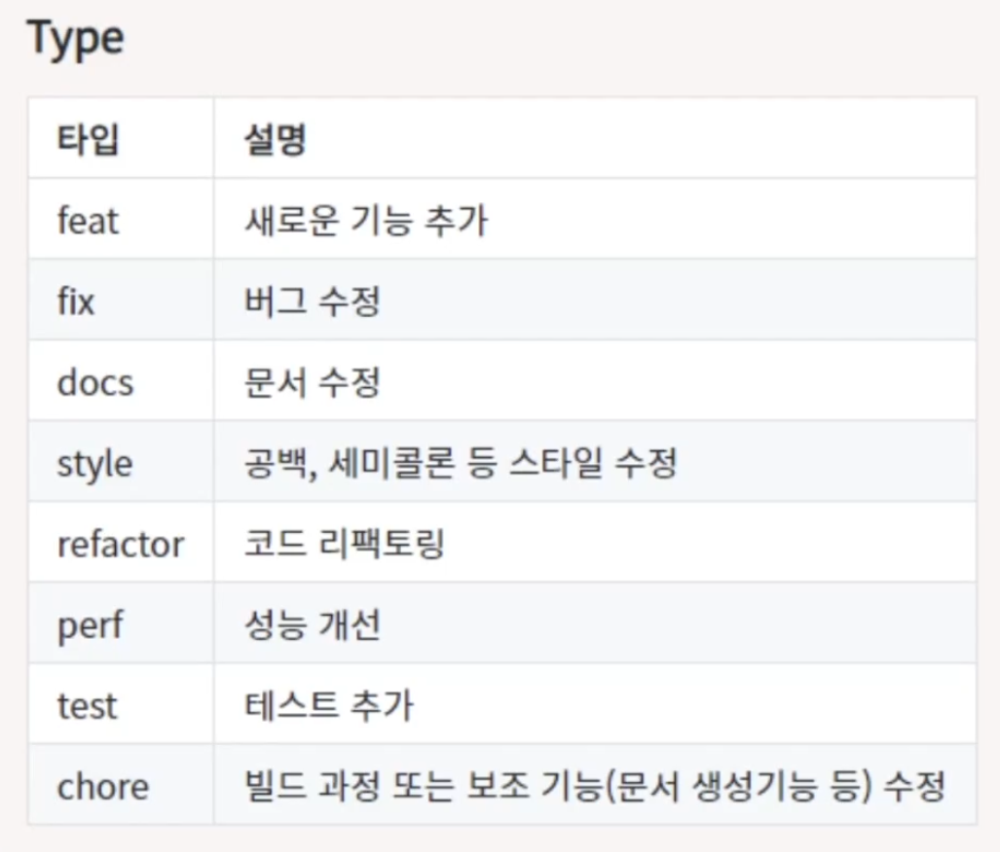 Type
타입 설명
feat 새로운 기능 추가
fix 버그 수정
docs 문서 수정
style 공백, 세미콜론 등 스타일 수정
refactor 코드 리팩토링
perf 성능 개선
test 테스트 추가
chore 빌드 과정 또는 보조 기능(문서 생성기능 등) 수정